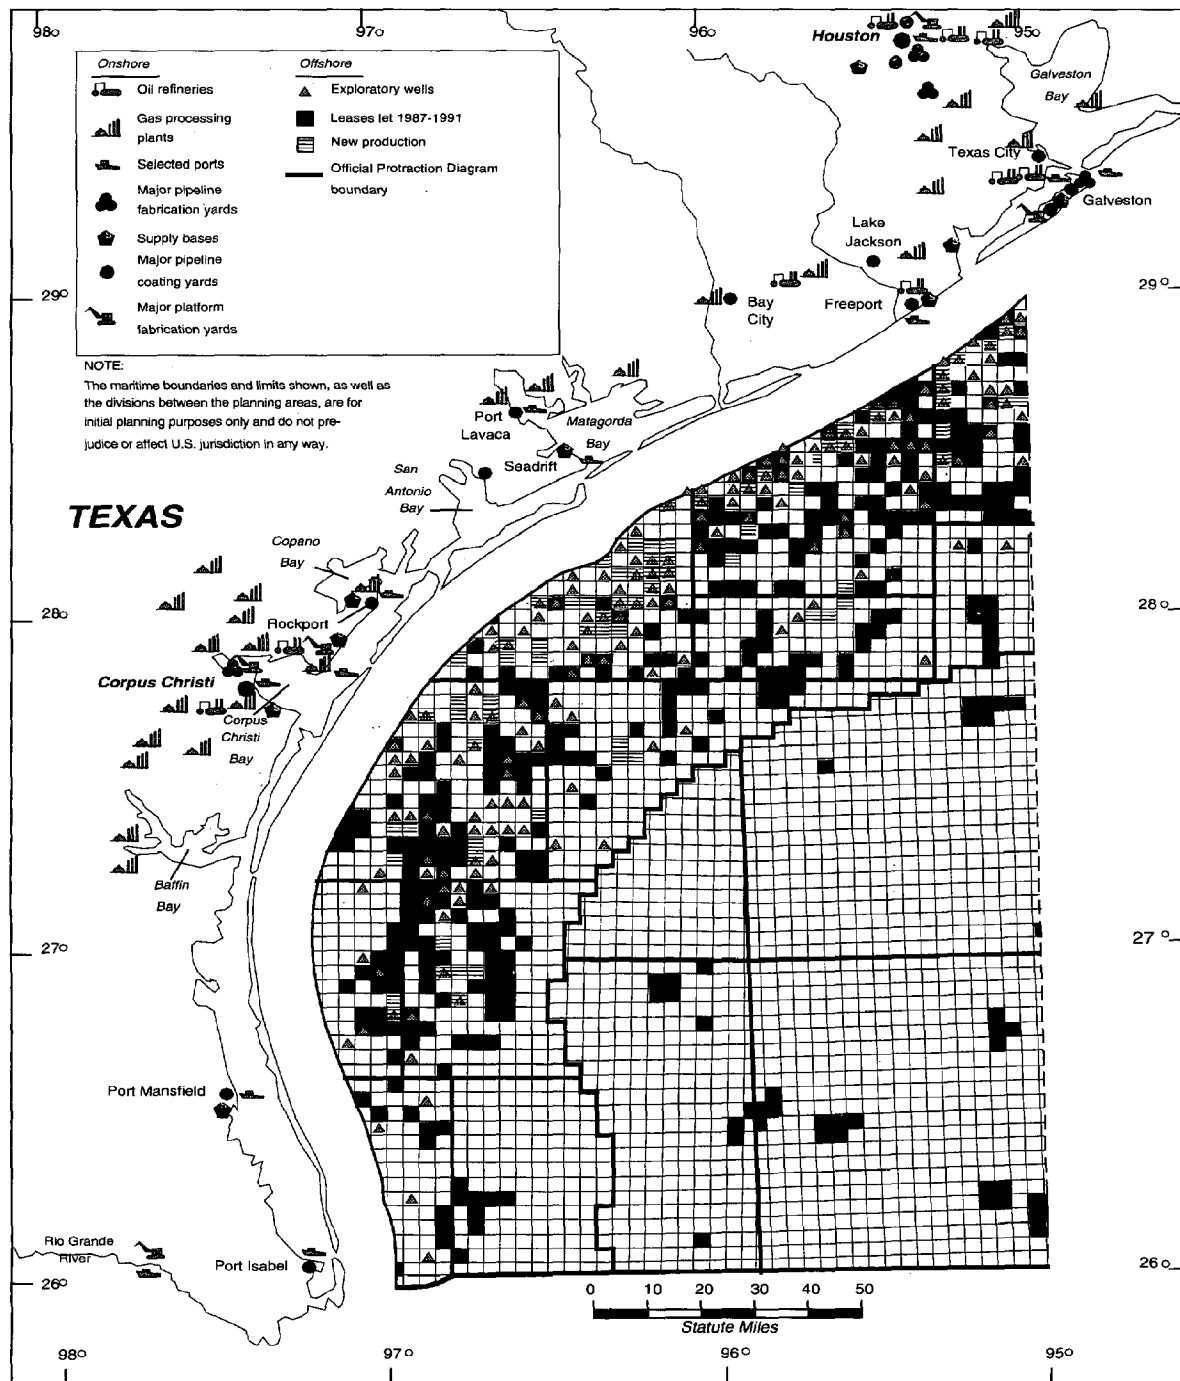 98°
97°
96°
95°
Houston
Onshore
Oil refineries
Gas processing
plants
Selected ports
Major pipeline
fabrication yards
Supply bases
Major pipeline
coating yards
Major platform
fabrication yards
Offshore
Exploratory wells
Leases let 1987-1991
New production
Official Protraction Diagram
boundary
Galveston
Bay
Texas City
Galveston
Lake
Jackson
29°
29°
Freeport
Bay
City
NOTE:
The maritime boundaries and limits shown, as well as
the divisions between the planning areas, are for
initial planning purposes only and do not pre-
judice or affect U.S. jurisdiction in any way.
Port
Lavaca
Matagorda
Bay
Seadrift
San
Antonio
Bay
TEXAS
Copano
Bay
28°
28°
Rockport
Corpus Christi
Corpus
Christi
Bay
Baffin
Bay
27°
27°
Port Mansfield
Rio Grande
River
Port Isabel
26°
26°
0 10 20 30 40 50
Statute Miles
98°
97°
96°
95°